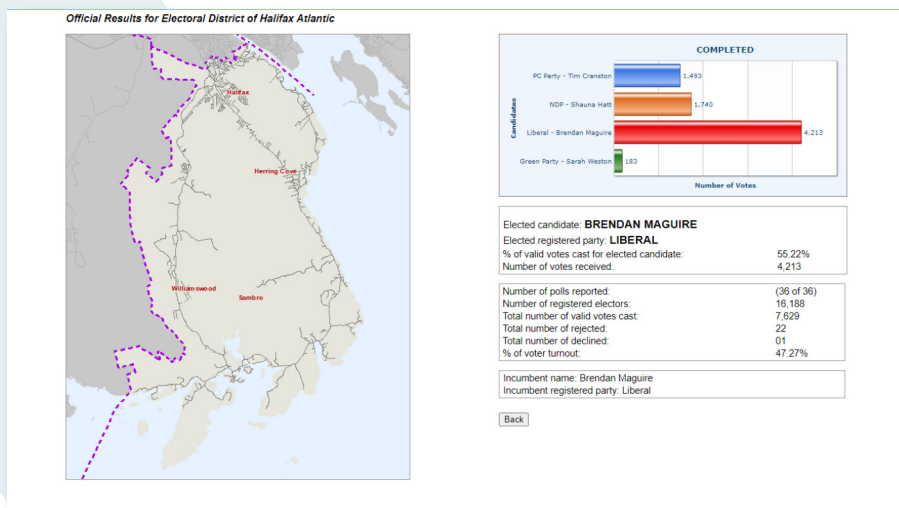 Official Results for Electoral District of Halifax Atlantic
Halifax
Herring Cove
Williamswood
Sambro
COMPLETED
Candidates
PC Party - Tim Cranston
1,493
NDP - Shauna Hatt
1,740
Liberal - Brendan Maguire
4,213
Green Party - Sarah Weston
183
Number of Votes
Elected candidate: BRENDAN MAGUIRE
Elected registered party: LIBERAL
% of valid votes cast for elected candidate: 55.22%
Number of votes received: 4,213
Number of polls reported: (36 of 36)
Number of registered electors: 16,188
Total number of valid votes cast: 7,629
Total number of rejected: 22
Total number of declined: 01
% of voter turnout: 47.27%
Incumbent name: Brendan Maguire
Incumbent registered party: Liberal
Back